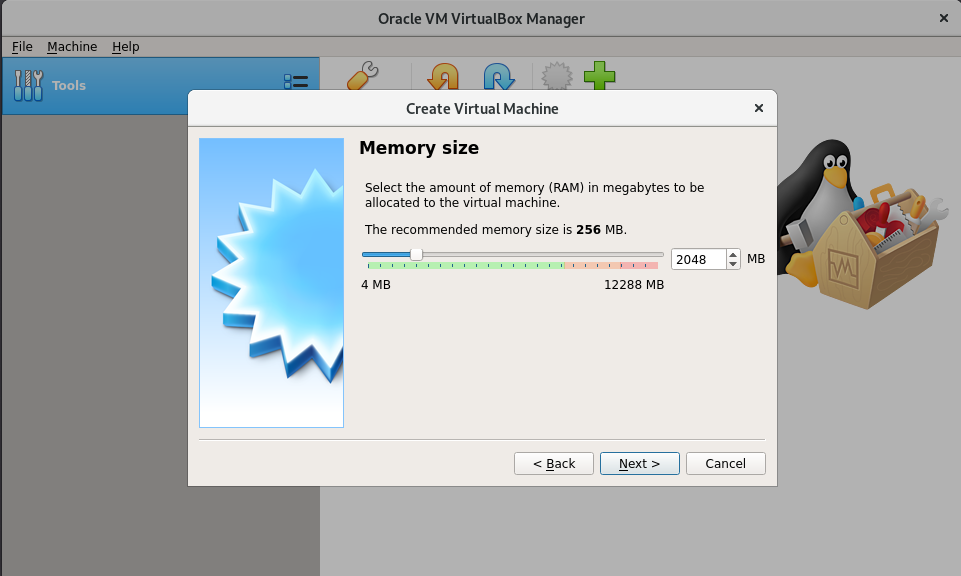 Oracle VM VirtualBox Manager
File Machine Help
Tools
Create Virtual Machine
Memory size
Select the amount of memory (RAM) in megabytes to be
allocated to the virtual machine.
The recommended memory size is 256 MB.
2048 MB
4 MB 12288 MB
< Back Next > Cancel